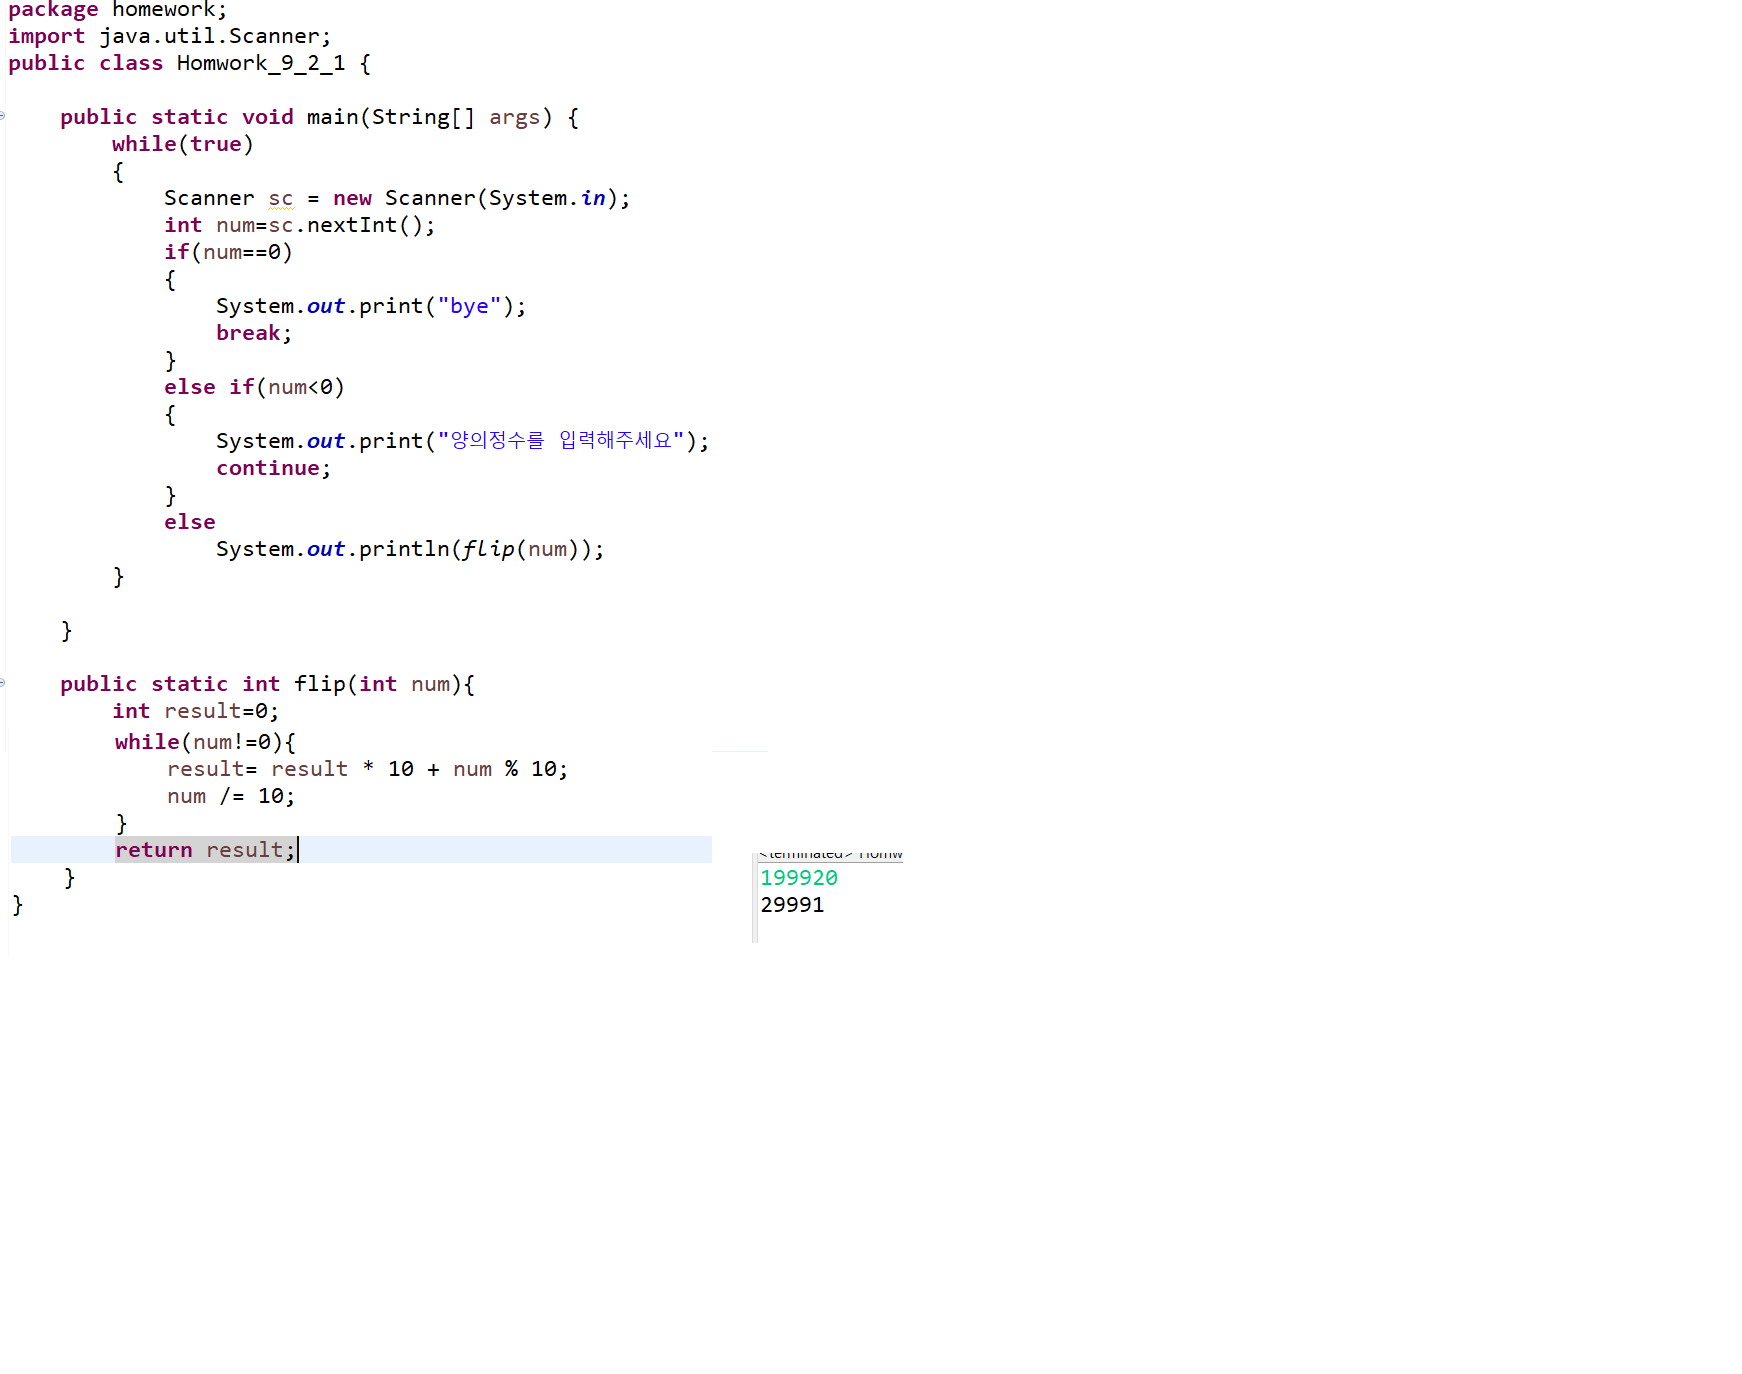 package homework;
import java.util.Scanner;
public class Homwork_9_2_1 {
public static void main(String[] args) {
while(true)
{
Scanner sc = new Scanner(System.in);
int num=sc.nextInt();
if(num==0)
{
System.out.print("bye");
break;
}
else if(num<0)
{
System.out.print("양의정수를 입력해주세요");
continue;
}
else
System.out.println(flip(num));
}
}
public static int flip(int num){
int result=0;
while(num!=0){
result= result * 10 + num % 10;
num /= 10;
}
return result;
}
}
<terminated> Homw
199920
29991